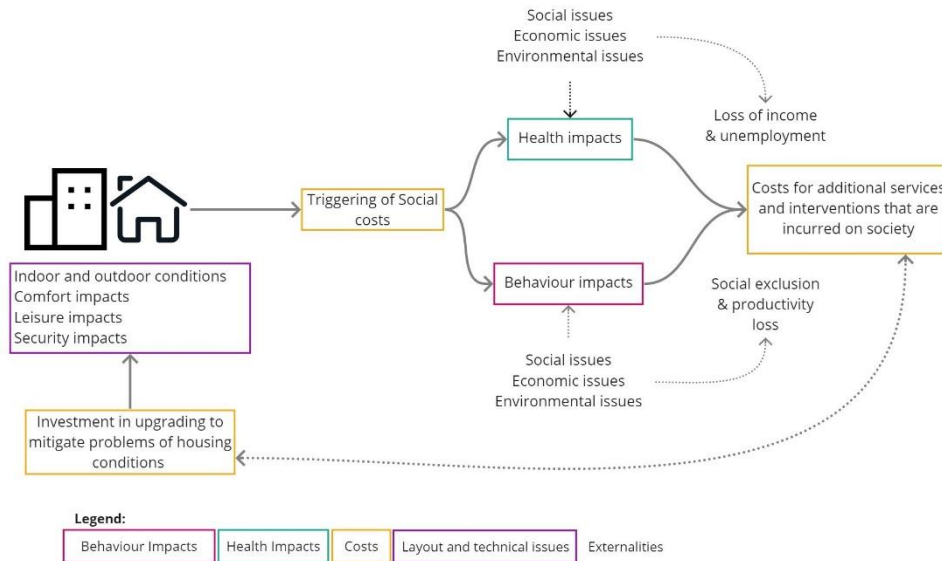 Social issues
Economic issues
Environmental issues
Loss of income
& unemployment
Health impacts
Triggering of Social
costs
Costs for additional services
and interventions that are
incurred on society
Indoor and outdoor conditions
Comfort impacts
Leisure impacts
Security impacts
Behaviour impacts
Social exclusion
& productivity
loss
Social issues
Economic issues
Environmental issues
Investment in upgrading to
mitigate problems of housing
conditions
Legend:
Behaviour Impacts Health Impacts Costs Layout and technical issues Externalities